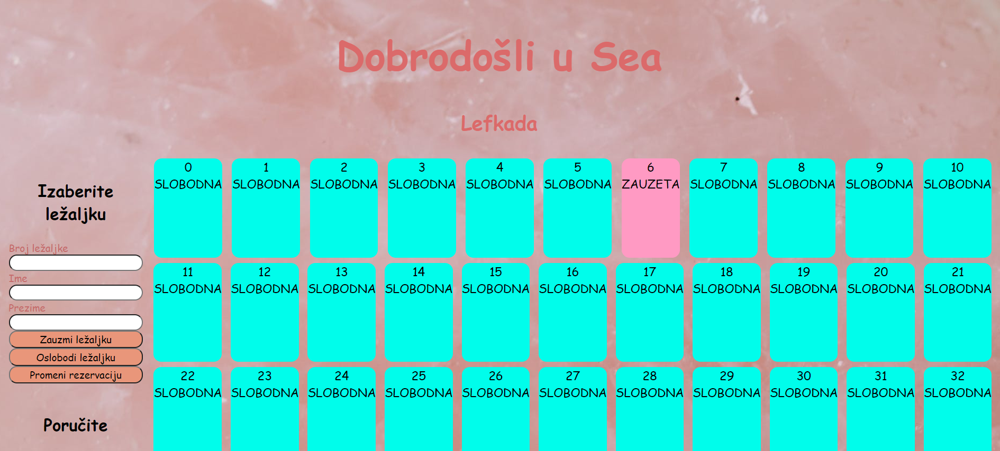 Dobrodošli u Sea
Lefkada
Izaberite
ležaljku
Broj ležaljke
Ime
Prezime
Zauzmi ležaljku
Oslobodi ležaljku
Promeni rezervaciju
Poručite
0 1 2 3 4 5 6 7 8 9 10
SLOBODNA SLOBODNA SLOBODNA SLOBODNA SLOBODNA SLOBODNA ZAUZETA SLOBODNA SLOBODNA SLOBODNA SLOBODNA
11 12 13 14 15 16 17 18 19 20 21
SLOBODNA SLOBODNA SLOBODNA SLOBODNA SLOBODNA SLOBODNA SLOBODNA SLOBODNA SLOBODNA SLOBODNA SLOBODNA
22 23 24 25 26 27 28 29 30 31 32
SLOBODNA SLOBODNA SLOBODNA SLOBODNA SLOBODNA SLOBODNA SLOBODNA SLOBODNA SLOBODNA SLOBODNA SLOBODNA